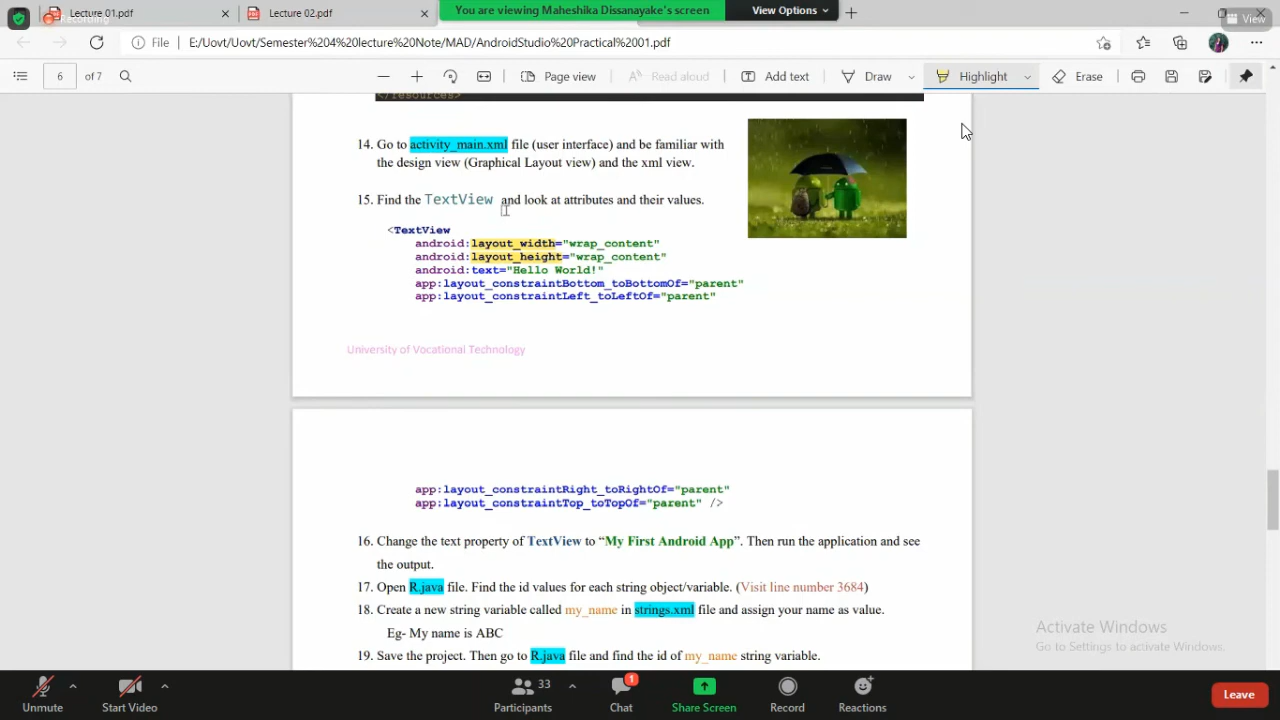 Lecture 01.pdf
Recording
Lecture 02.pdf
You are viewing Maheshika Dissanayake's screen
View Options
View
File
E:/Uovt/Uovt/Semester%204%20lecture%20Note/MAD/AndroidStudio%20Practical%2001.pdf
6 of 7
Page view
Read aloud
Add text
Draw
Highlight
Erase
</resources>
14. Go to activity_main.xml file (user interface) and be familiar with
the design view (Graphical Layout view) and the xml view.
15. Find the TextView and look at attributes and their values.
<TextView
android:layout_width="wrap_content"
android:layout_height="wrap_content"
android:text="Hello World!"
app:layout_constraintBottom_toBottomOf="parent"
app:layout_constraintLeft_toLeftOf="parent"
University of Vocational Technology
app:layout_constraintRight_toRightOf="parent"
app:layout_constraintTop_toTopOf="parent" />
16. Change the text property of TextView to “My First Android App”. Then run the application and see
the output.
17. Open R.java file. Find the id values for each string object/variable. (Visit line number 3684)
18. Create a new string variable called my_name in strings.xml file and assign your name as value.
Eg- My name is ABC
19. Save the project. Then go to R.java file and find the id of my_name string variable.
Activate Windows
Go to Settings to activate Windows.
Unmute
Start Video
33
Participants
1
Chat
Share Screen
Record
Reactions
Leave